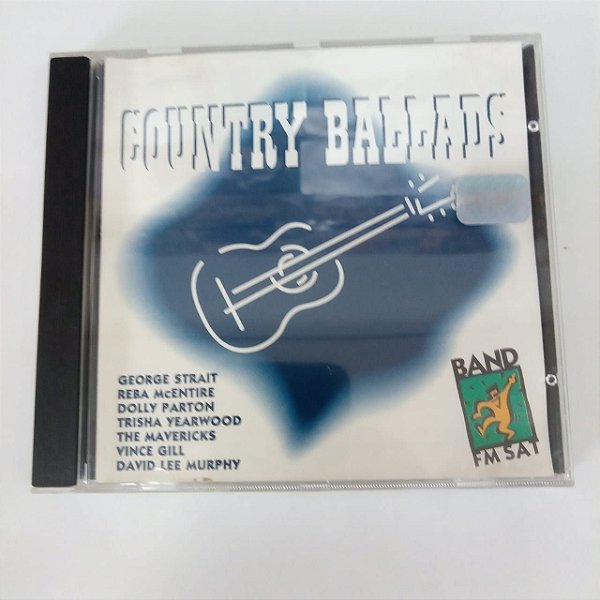 COUNTRY BALLADS
GEORGE STRAIT
REBA McENTIRE
DOLLY PARTON
TRISHA YEARWOOD
THE MAVERICKS
VINCE GILL
DAVID LEE MURPHY
BAND
FM SAT